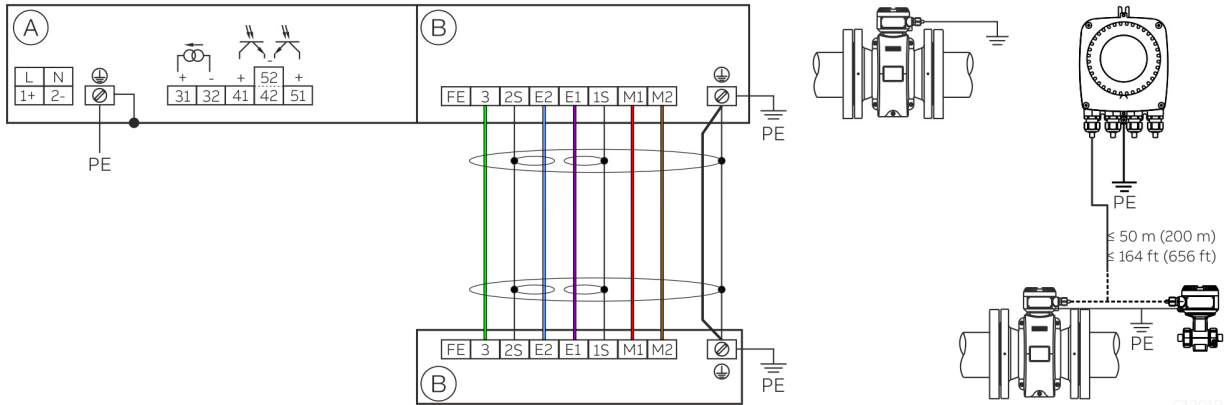 A
B
+ - + - +
L N
1+ 2-
52
31 32 41 42 51
PE
FE 3 2S E2 E1 1S M1 M2
PE
FE 3 2S E2 E1 1S M1 M2
PE
B
PE
≤ 50 m (200 m)
≤ 164 ft (656 ft)
PE